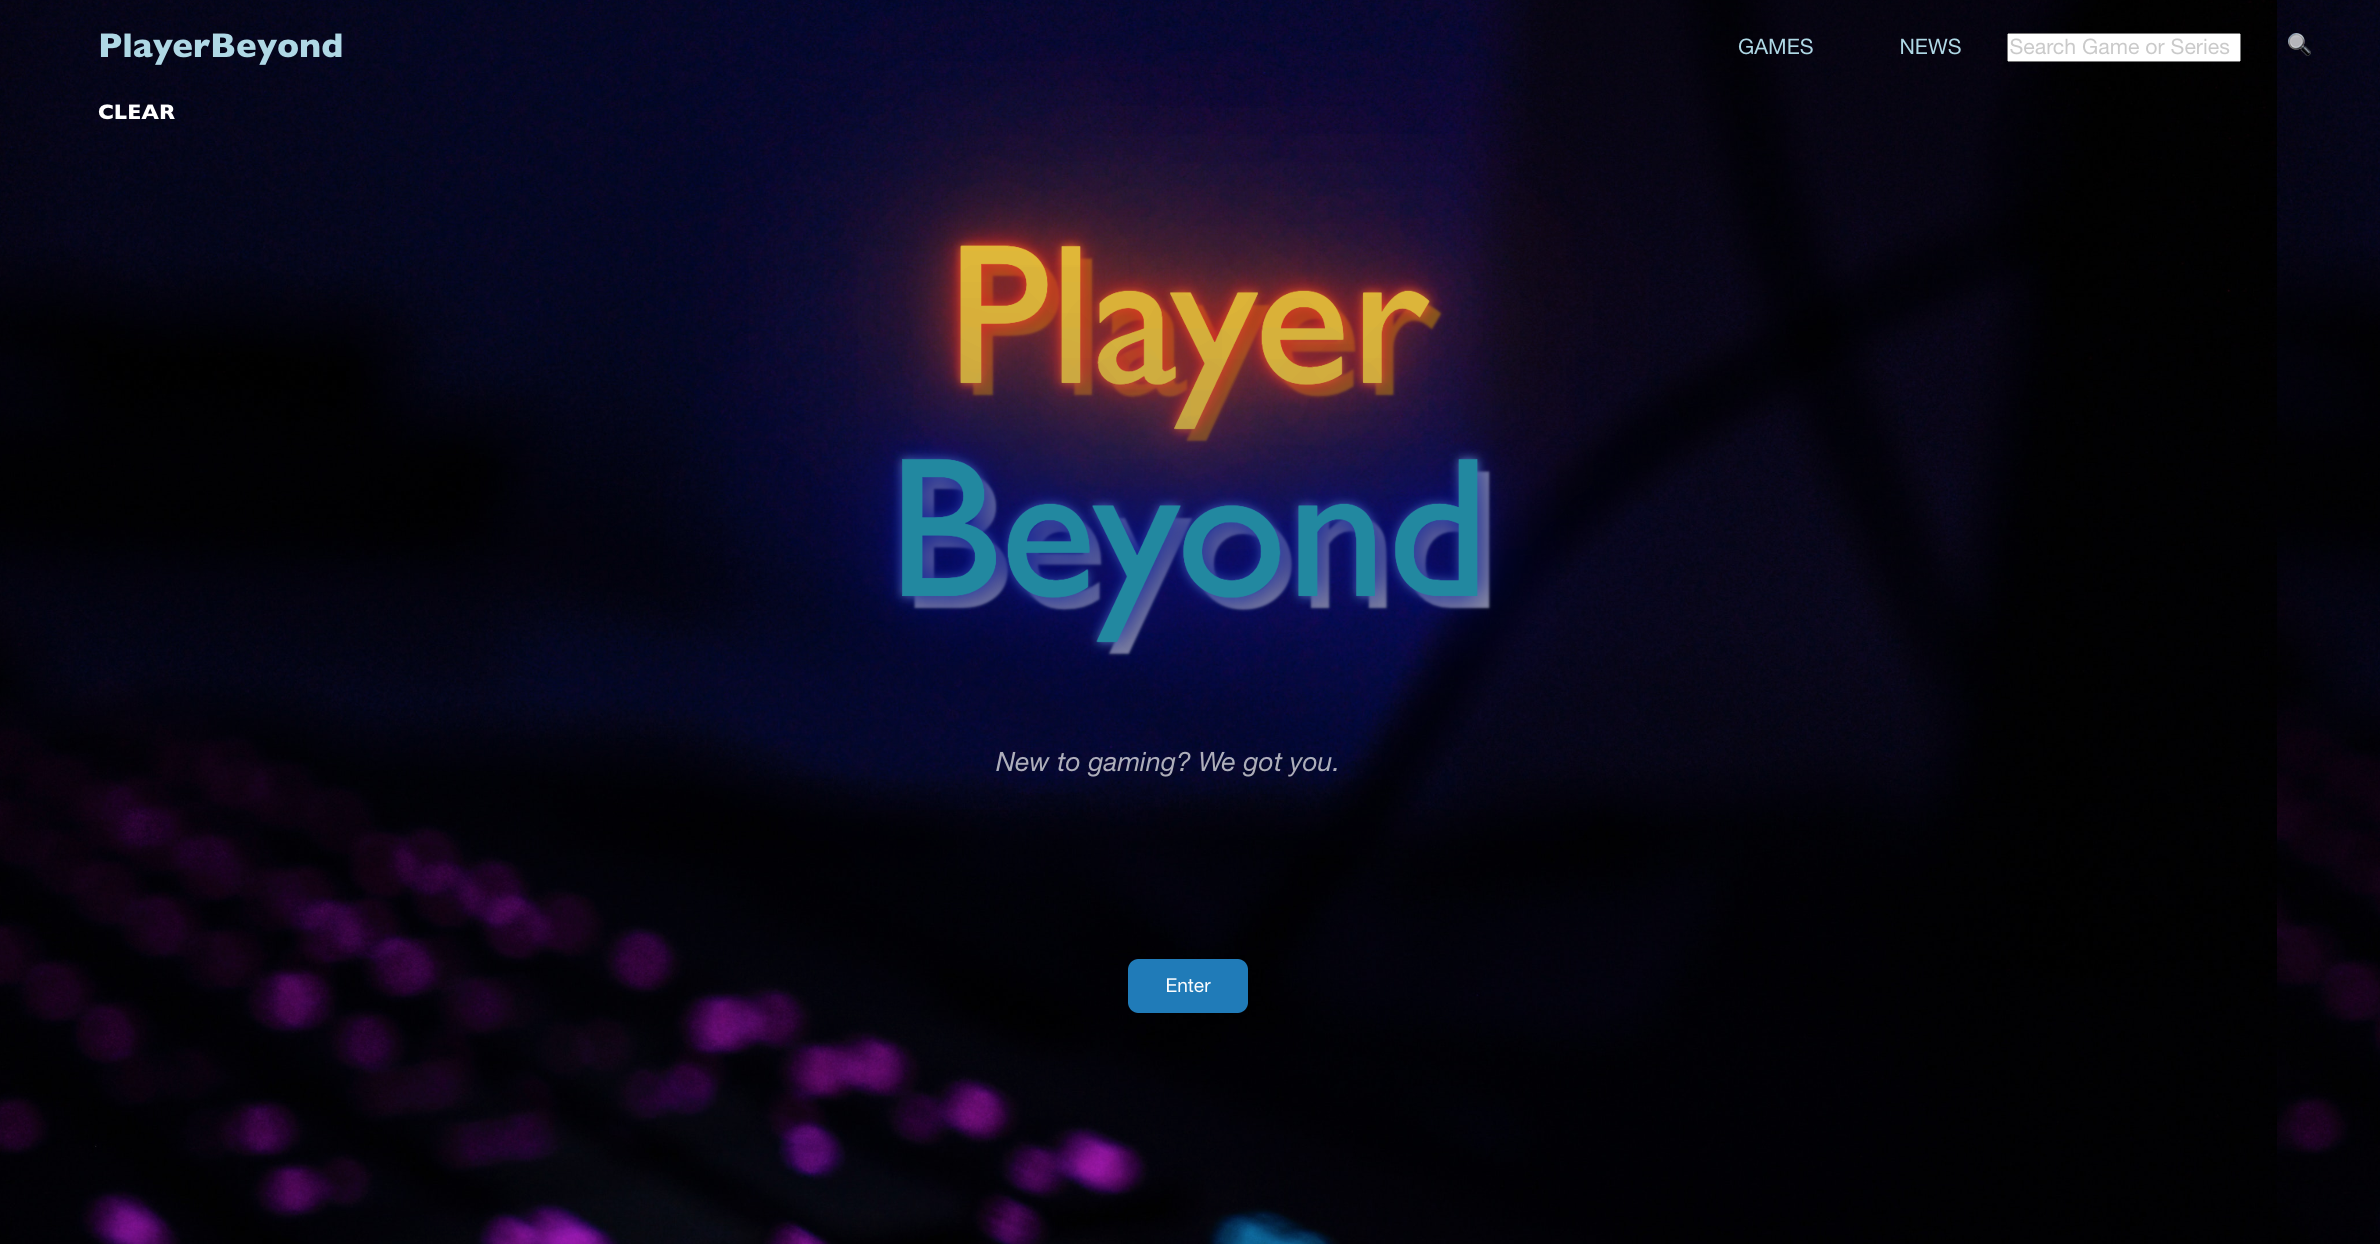 PlayerBeyond
GAMES
NEWS
Search Game or Series
CLEAR
Player
Beyond
New to gaming? We got you.
Enter